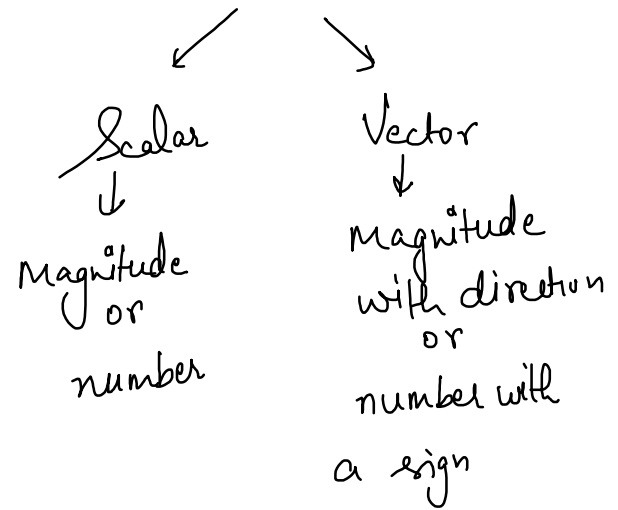 Scalar
Magnitude
or
number
Vector
Magnitude
with direction
or
number with
a sign